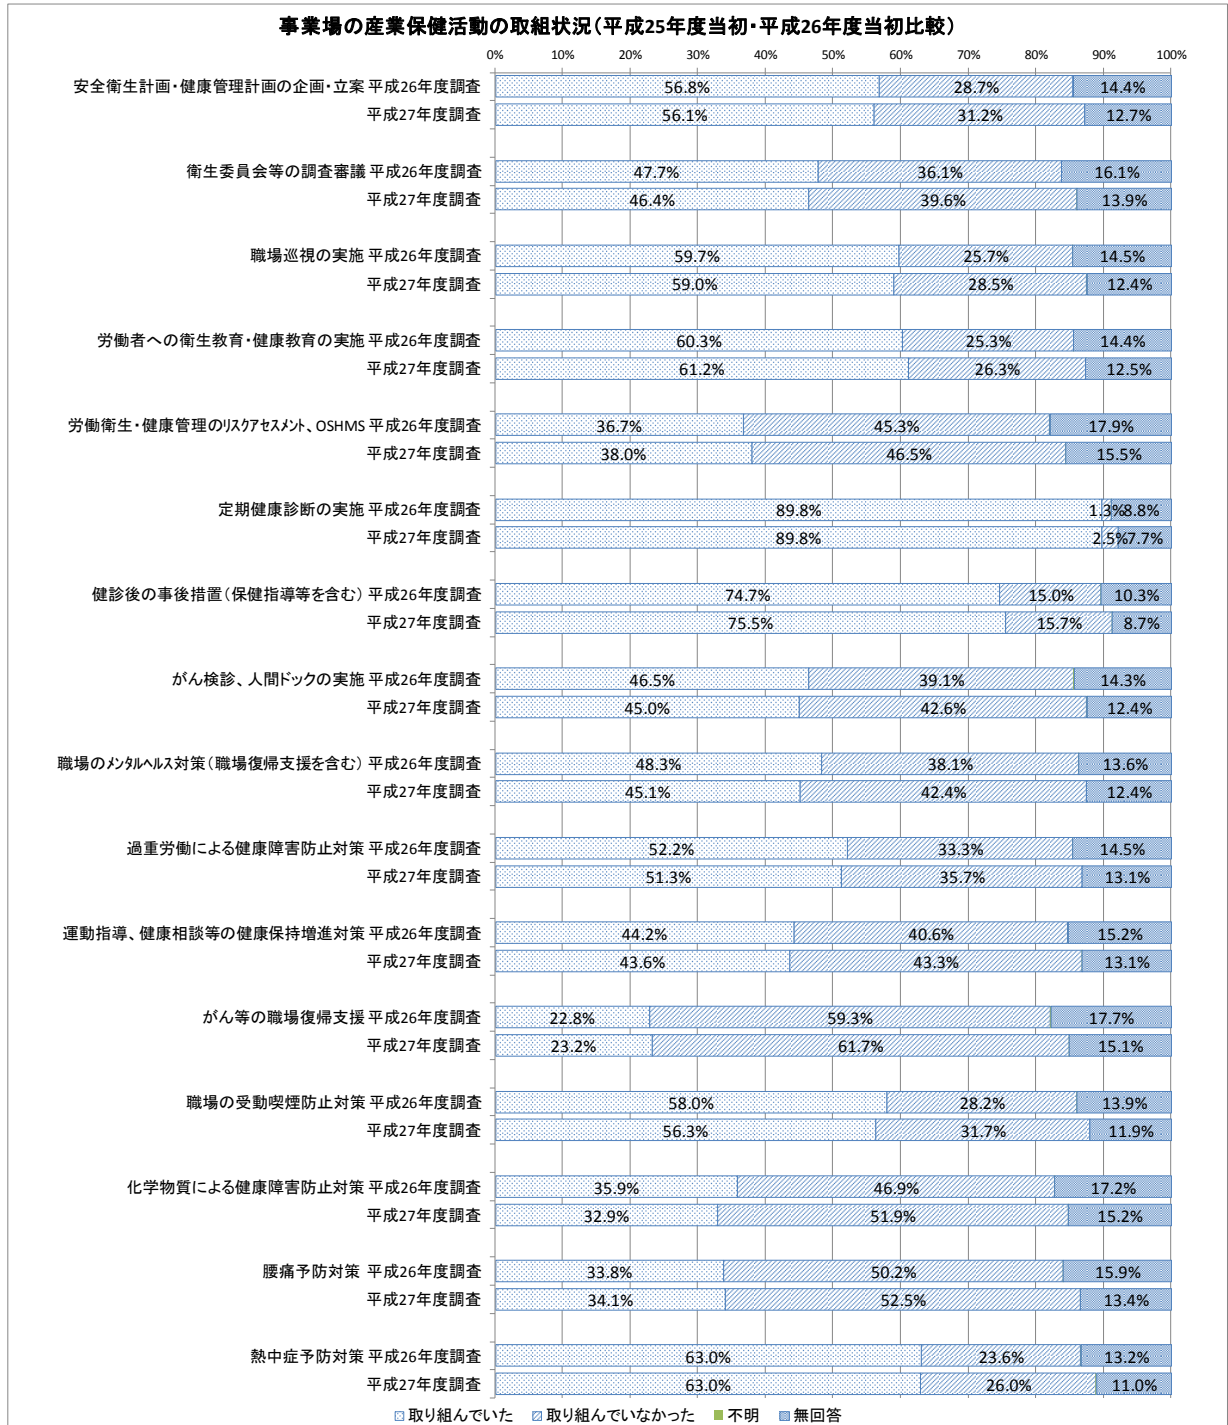 事業場の産業保健活動の取組状況(平成25年度当初・平成26年度当初比較)
0% 10% 20% 30% 40% 50% 60% 70% 80% 90% 100%
安全衛生計画・健康管理計画の企画・立案 平成26年度調査 56.8% 28.7% 14.4%
平成27年度調査 56.1% 31.2% 12.7%
衛生委員会等の調査審議 平成26年度調査 47.7% 36.1% 16.1%
平成27年度調査 46.4% 39.6% 13.9%
職場巡視の実施 平成26年度調査 59.7% 25.7% 14.5%
平成27年度調査 59.0% 28.5% 12.4%
労働者への衛生教育・健康教育の実施 平成26年度調査 60.3% 25.3% 14.4%
平成27年度調査 61.2% 26.3% 12.5%
労働衛生・健康管理のリスクアセスメント、OSHMS 平成26年度調査 36.7% 45.3% 17.9%
平成27年度調査 38.0% 46.5% 15.5%
定期健康診断の実施 平成26年度調査 89.8% 1.3% 8.8%
平成27年度調査 89.8% 2.5% 7.7%
健診後の事後措置(保健指導等を含む) 平成26年度調査 74.7% 15.0% 10.3%
平成27年度調査 75.5% 15.7% 8.7%
がん検診、人間ドックの実施 平成26年度調査 46.5% 39.1% 14.3%
平成27年度調査 45.0% 42.6% 12.4%
職場のメンタルヘルス対策(職場復帰支援を含む) 平成26年度調査 48.3% 38.1% 13.6%
平成27年度調査 45.1% 42.4% 12.4%
過重労働による健康障害防止対策 平成26年度調査 52.2% 33.3% 14.5%
平成27年度調査 51.3% 35.7% 13.1%
運動指導、健康相談等の健康保持増進対策 平成26年度調査 44.2% 40.6% 15.2%
平成27年度調査 43.6% 43.3% 13.1%
がん等の職場復帰支援 平成26年度調査 22.8% 59.3% 17.7%
平成27年度調査 23.2% 61.7% 15.1%
職場の受動喫煙防止対策 平成26年度調査 58.0% 28.2% 13.9%
平成27年度調査 56.3% 31.7% 11.9%
化学物質による健康障害防止対策 平成26年度調査 35.9% 46.9% 17.2%
平成27年度調査 32.9% 51.9% 15.2%
腰痛予防対策 平成26年度調査 33.8% 50.2% 15.9%
平成27年度調査 34.1% 52.5% 13.4%
熱中症予防対策 平成26年度調査 63.0% 23.6% 13.2%
平成27年度調査 63.0% 26.0% 11.0%
取り組んでいた 取り組んでいなかった 不明 無回答